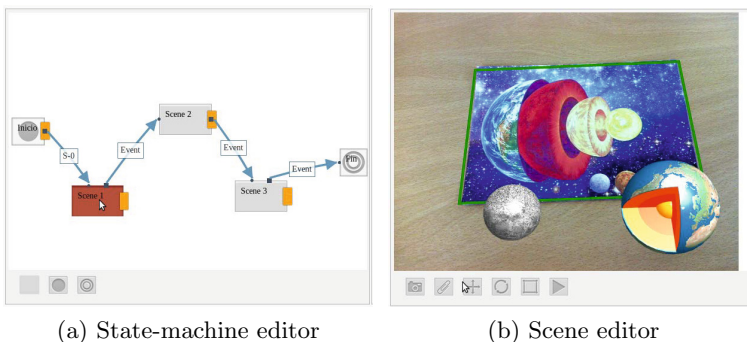 Inicio
S-0
Scene 1
Event
Scene 2
Event
Scene 3
Event
Fin
(a) State-machine editor
(b) Scene editor